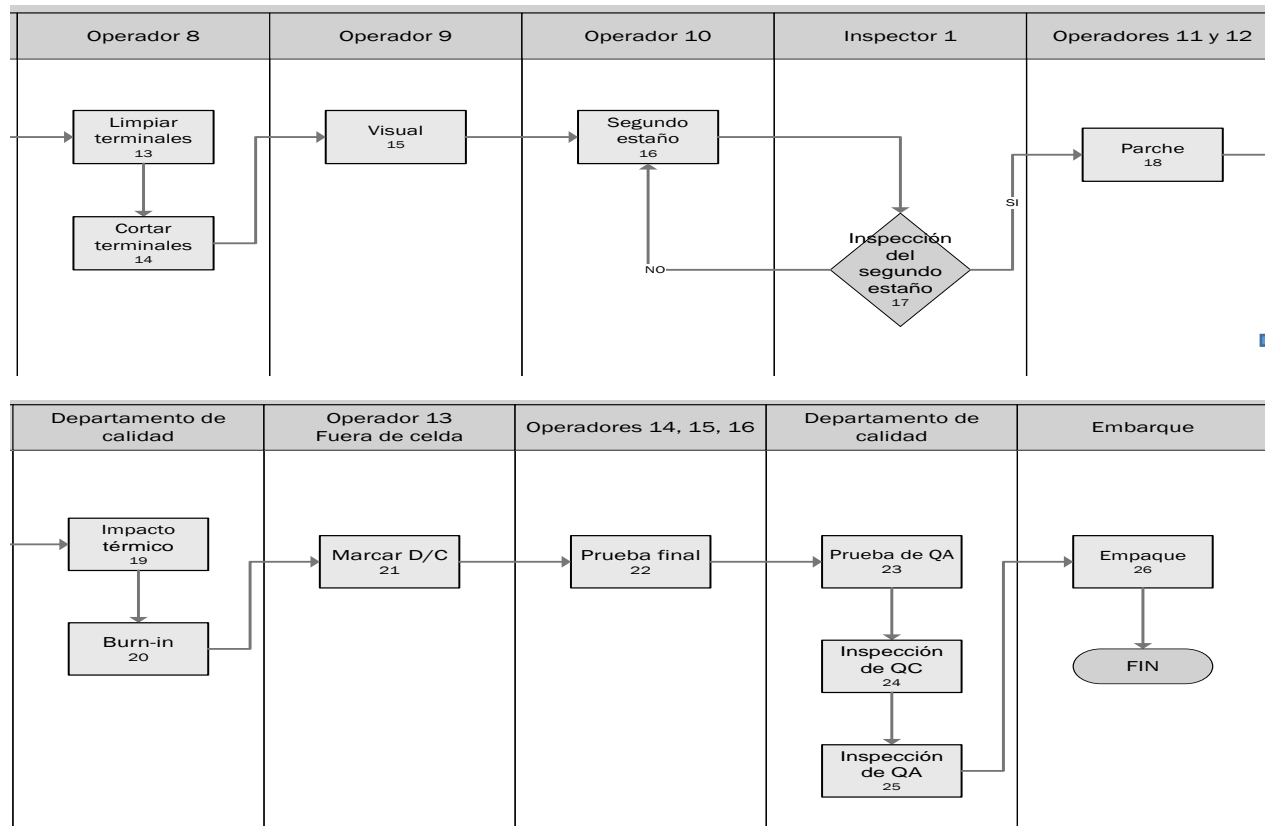 Operador 8
Operador 9
Operador 10
Inspector 1
Operadores 11 y 12
Limpiar
terminales
13
Cortar
terminales
14
Visual
15
Segundo
estaño
16
NO
Inspección
del
segundo
estaño
17
SI
Parche
18
Departamento de
calidad
Operador 13
Fuera de celda
Operadores 14, 15, 16
Departamento de
calidad
Embarque
Impacto
térmico
19
Burn-in
20
Marcar D/C
21
Prueba final
22
Prueba de QA
23
Inspección
de QC
24
Inspección
de QA
25
Empaque
26
FIN